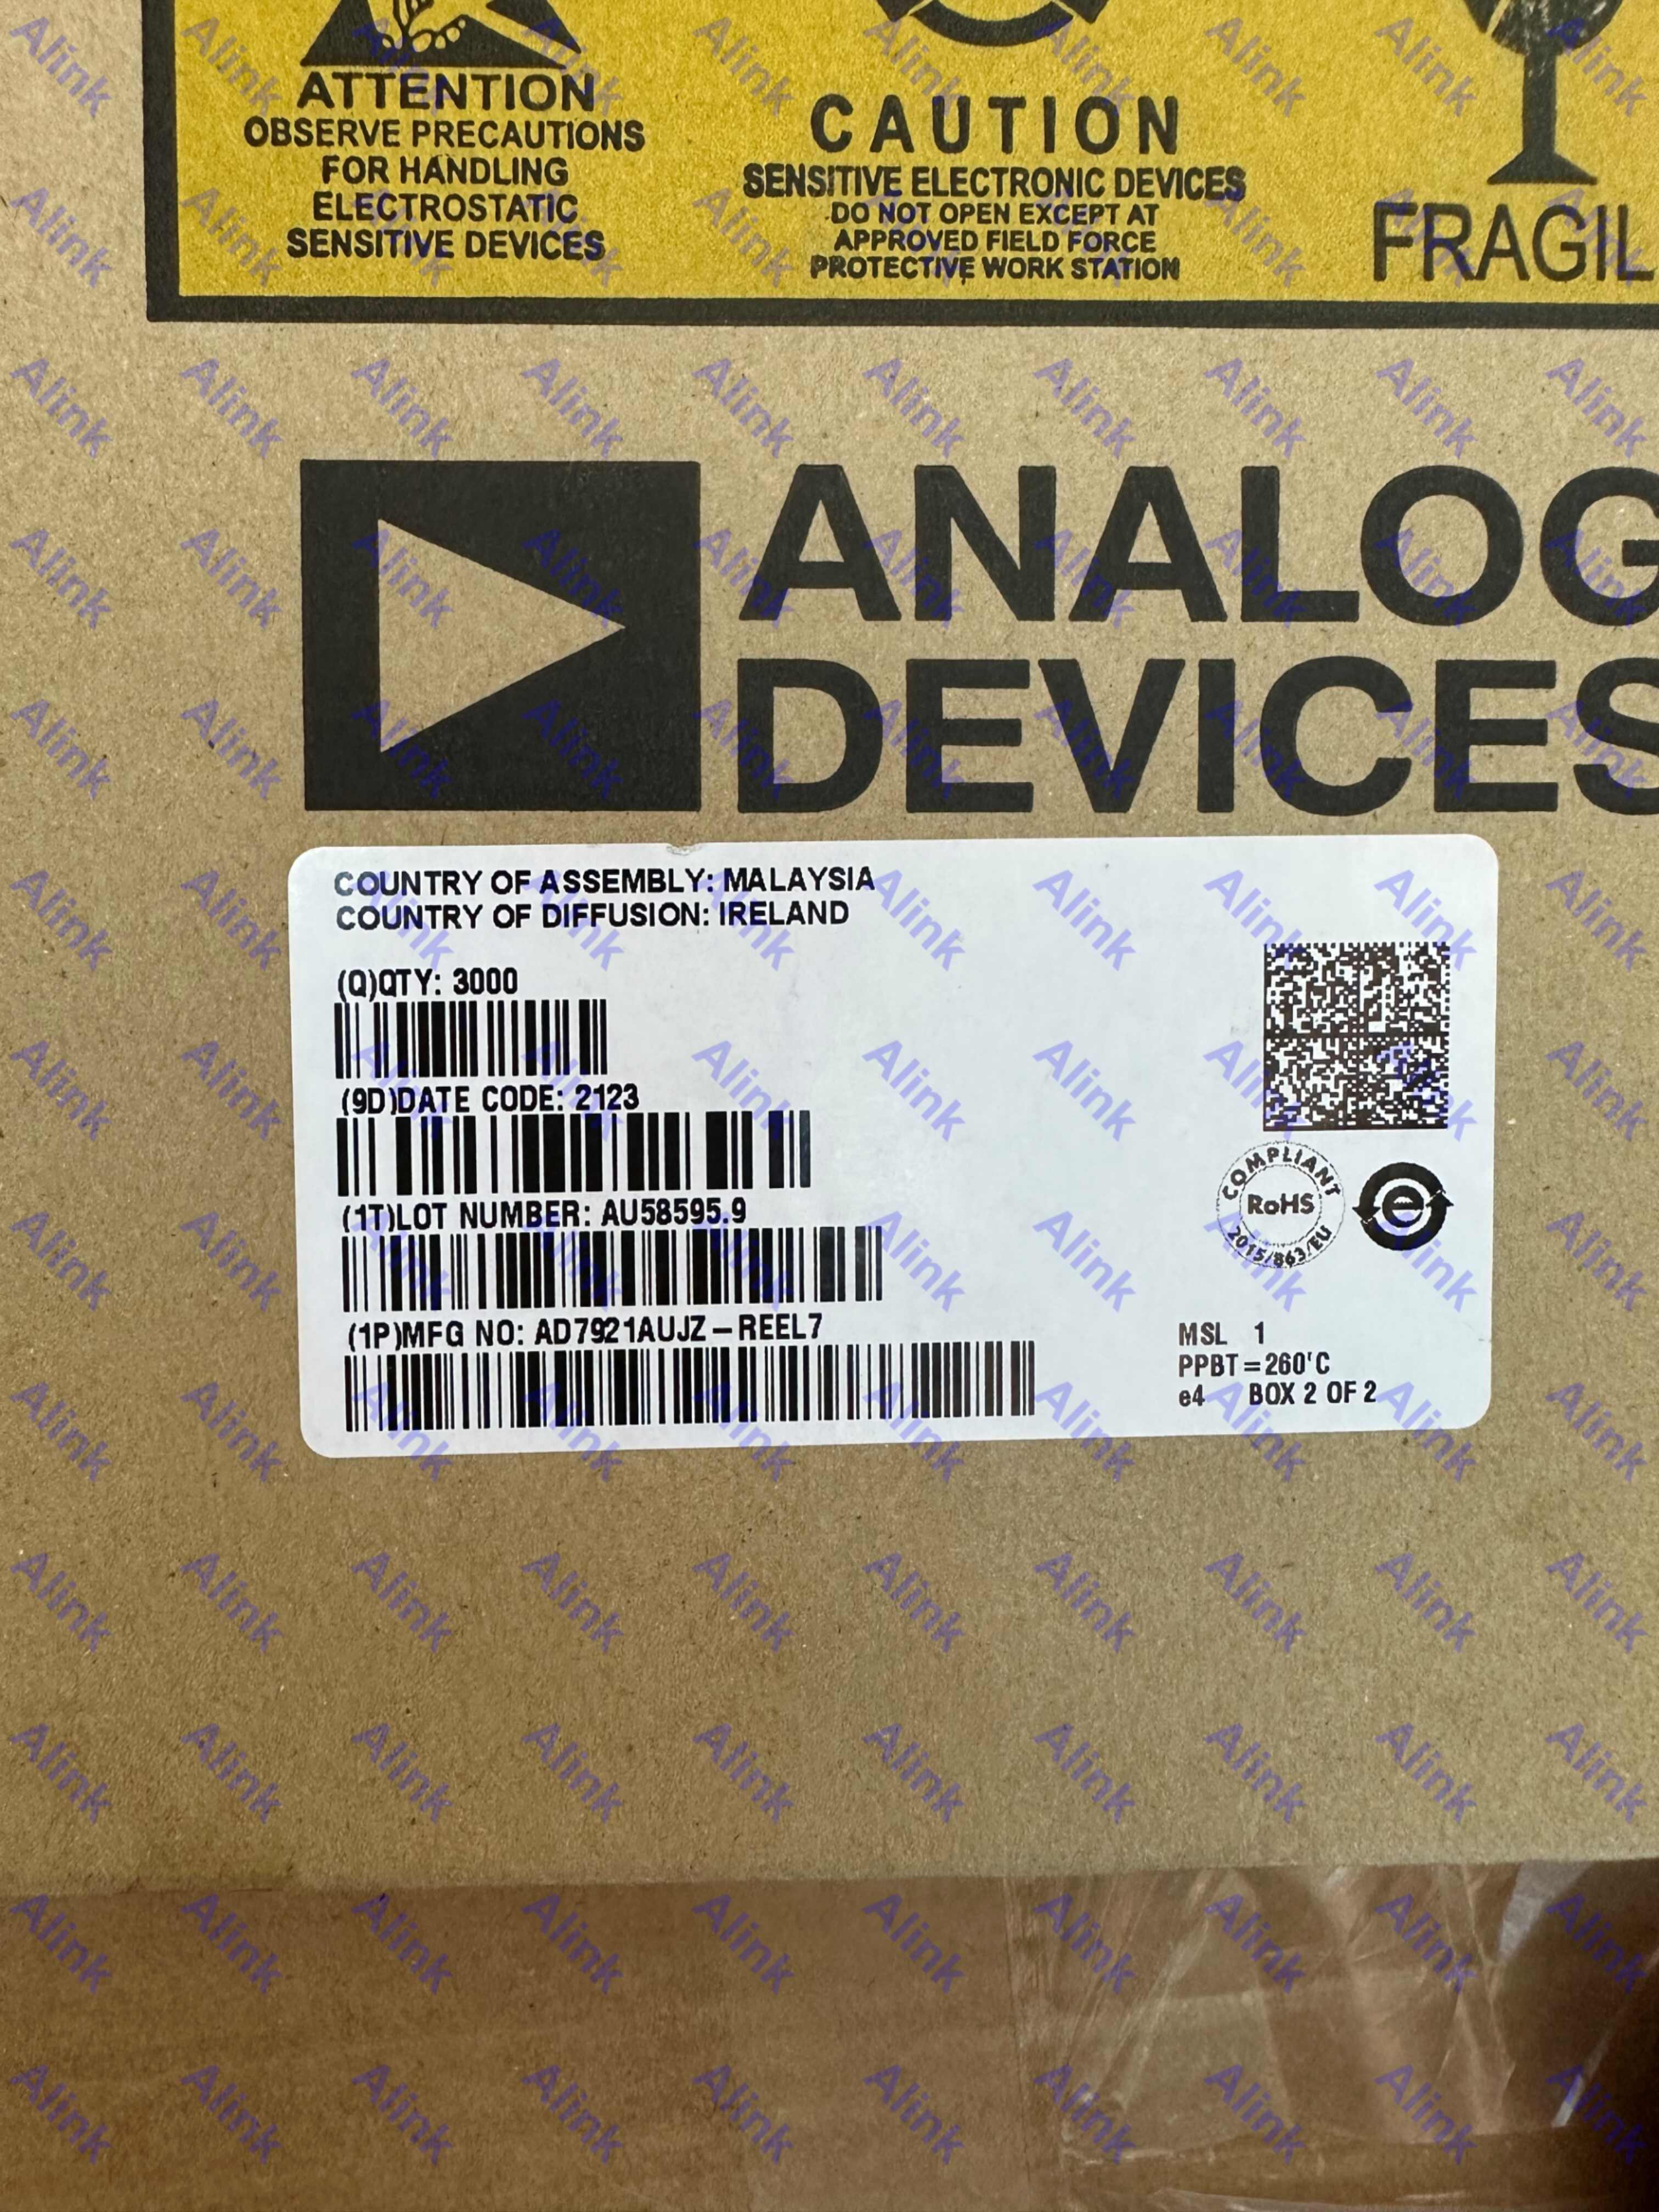 ATTENTION
OBSERVE PRECAUTIONS
FOR HANDLING
ELECTROSTATIC
SENSITIVE DEVICES
CAUTION
SENSITIVE ELECTRONIC DEVICES
DO NOT OPEN EXCEPT AT
APPROVED FIELD FORCE
PROTECTIVE WORK STATION
FRAGIL
ANALOG
DEVICES
COUNTRY OF ASSEMBLY: MALAYSIA
COUNTRY OF DIFFUSION: IRELAND
(Q)QTY: 3000
(9D)DATE CODE: 2123
(1T)LOT NUMBER: AU58595.9
(1P)MFG NO: AD7921AUJZ-REEL7
COMPLIANT
RoHS
2015/863/EU
e
MSL 1
PPBT=260'C
e4 BOX 2 OF 2
Alink